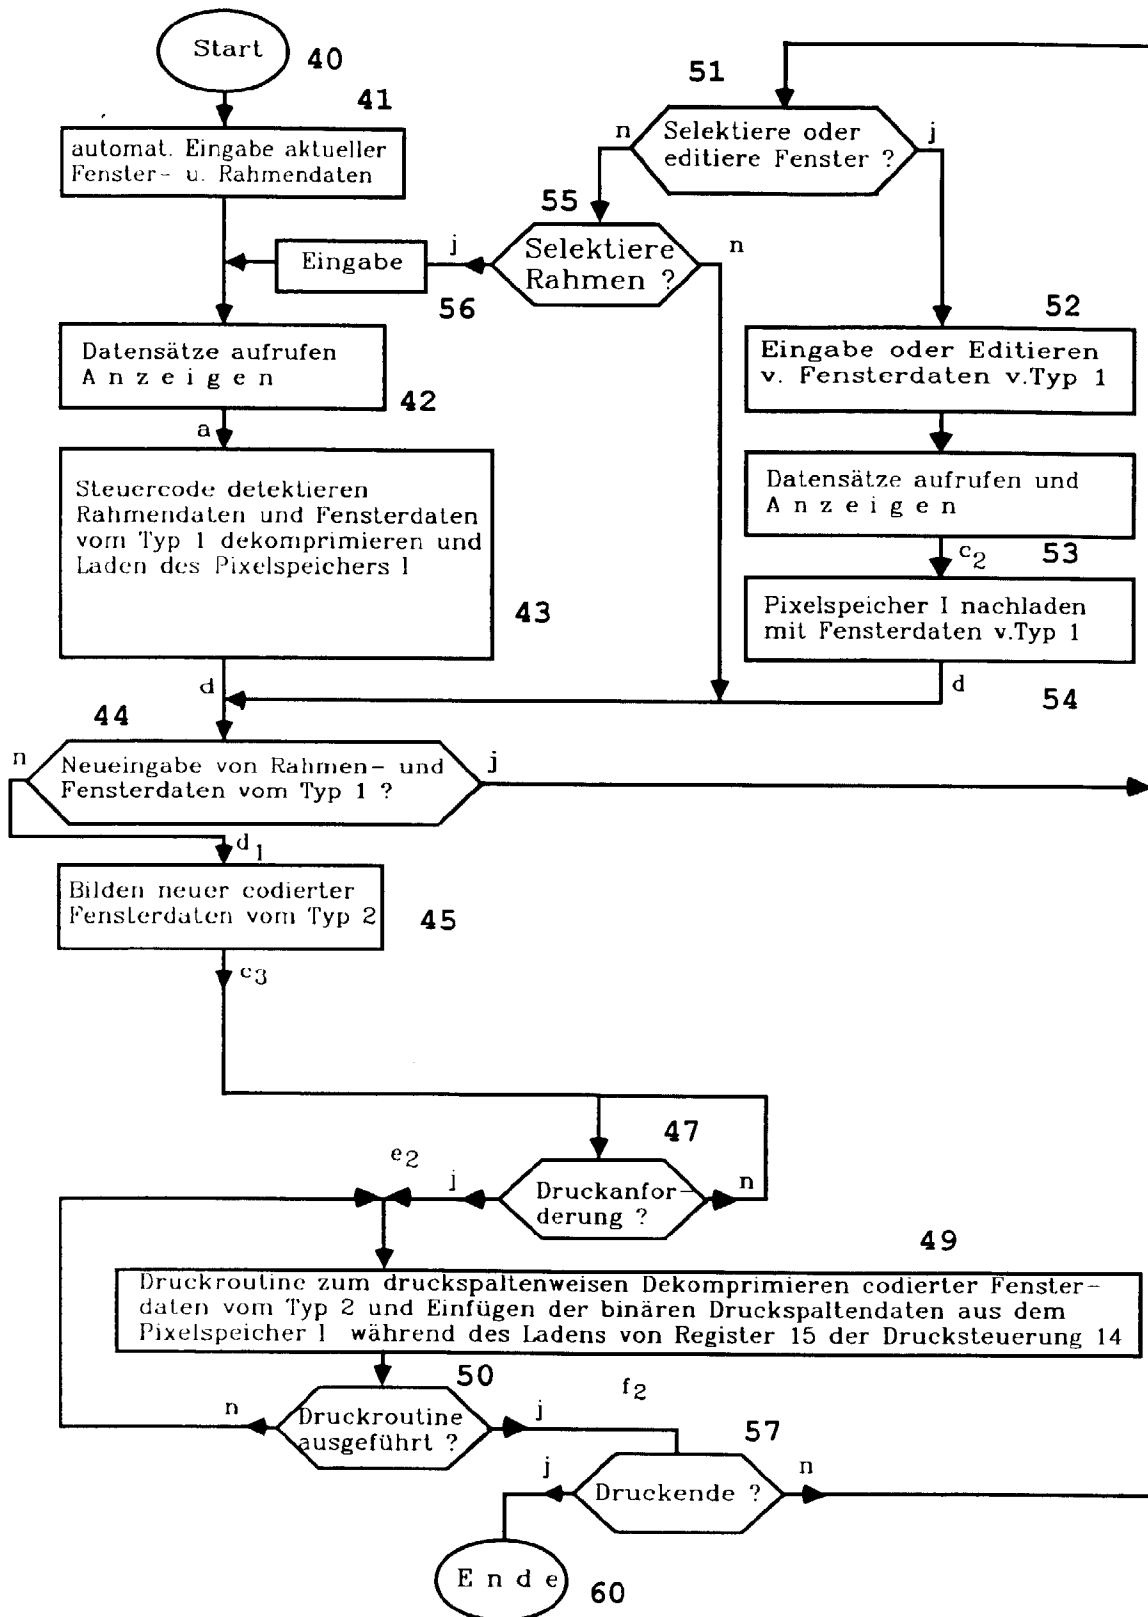 Start
40
41
automat. Eingabe aktueller
Fenster- u. Rahmendaten
51
Selektiere oder
editiere Fenster ?
n
j
55
Selektiere
Rahmen ?
j
n
Eingabe
56
Datensätze aufrufen
A n z e i g e n
42
a
52
Eingabe oder Editieren
v. Fensterdaten v.Typ 1
Steuercode detektieren
Rahmendaten und Fensterdaten
vom Typ 1 dekomprimieren und
Laden des Pixelspeichers I
43
Datensätze aufrufen und
A n z e i g e n
53
c2
Pixelspeicher I nachladen
mit Fensterdaten v.Typ 1
54
d
d
44
n
Neueingabe von Rahmen- und
Fensterdaten vom Typ 1 ?
j
d1
Bilden neuer codierter
Fensterdaten vom Typ 2
45
c3
47
e2
j
Druckanfor-
derung ?
n
49
Druckroutine zum druckspaltenweisen Dekomprimieren codierter Fenster-
daten vom Typ 2 und Einfügen der binären Druckspaltendaten aus dem
Pixelspeicher I während des Ladens von Register 15 der Drucksteuerung 14
50
f2
n
Druckroutine
ausgeführt ?
j
57
j
Druckende ?
n
E n d e
60